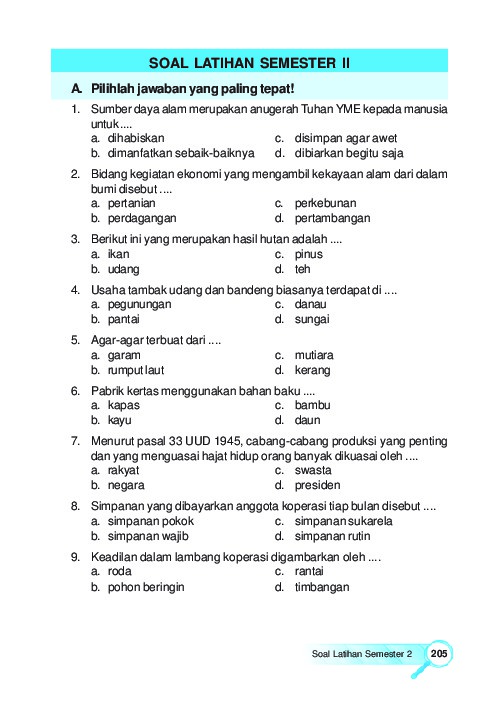 SOAL LATIHAN SEMESTER II
A. Pilihlah jawaban yang paling tepat!
1. Sumber daya alam merupakan anugerah Tuhan YME kepada manusia
untuk....
a. dihabiskan c. disimpan agar awet
b. dimanfatkan sebaik-baiknya d. dibiarkan begitu saja
2. Bidang kegiatan ekonomi yang mengambil kekayaan alam dari dalam
bumi disebut ....
a. pertanian c. perkebunan
b. perdagangan d. pertambangan
3. Berikut ini yang merupakan hasil hutan adalah ....
a. ikan c. pinus
b. udang d. teh
4. Usaha tambak udang dan bandeng biasanya terdapat di ....
a. pegunungan c. danau
b. pantai d. sungai
5. Agar-agar terbuat dari ....
a. garam c. mutiara
b. rumput laut d. kerang
6. Pabrik kertas menggunakan bahan baku ....
a. kapas c. bambu
b. kayu d. daun
7. Menurut pasal 33 UUD 1945, cabang-cabang produksi yang penting
dan yang menguasai hajat hidup orang banyak dikuasai oleh ....
a. rakyat c. swasta
b. negara d. presiden
8. Simpanan yang dibayarkan anggota koperasi tiap bulan disebut ....
a. simpanan pokok c. simpanan sukarela
b. simpanan wajib d. simpanan rutin
9. Keadilan dalam lambang koperasi digambarkan oleh ....
a. roda c. rantai
b. pohon beringin d. timbangan
Soal Latihan Semester 2 205